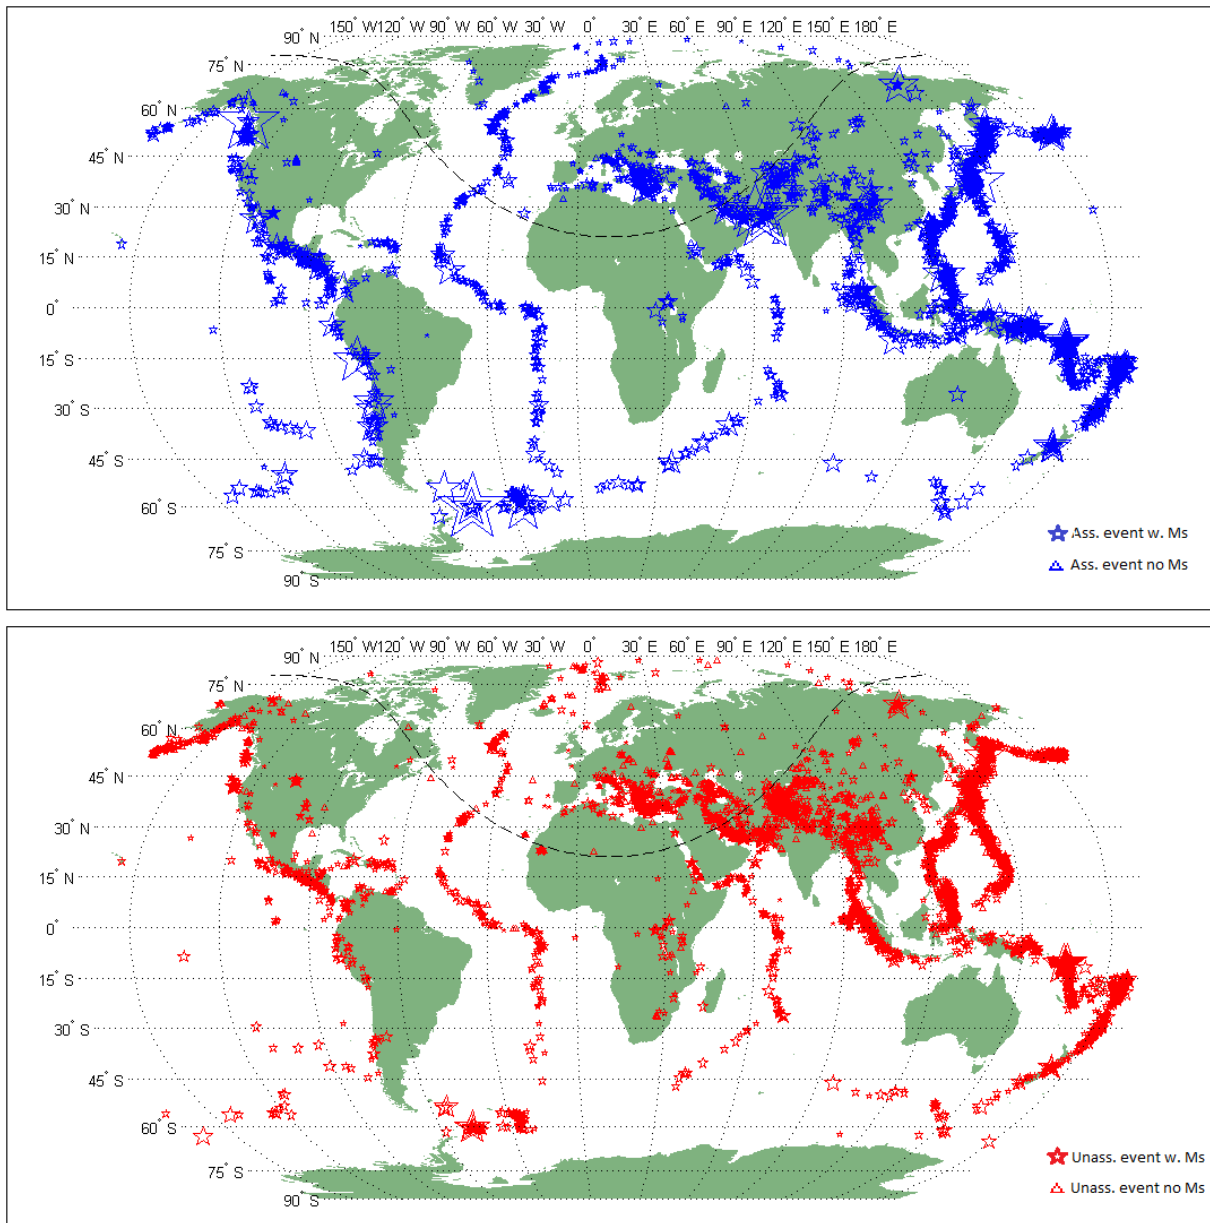 150° W 120° W 90° W 60° W 30° W 0° 30° E 60° E 90° E 120° E 150° E 180° E
90° N
75° N
60° N
45° N
30° N
15° N
0°
15° S
30° S
45° S
60° S
75° S
90° S
Ass. event w. Ms
Ass. event no Ms
150° W 120° W 90° W 60° W 30° W 0° 30° E 60° E 90° E 120° E 150° E 180° E
90° N
75° N
60° N
45° N
30° N
15° N
0°
15° S
30° S
45° S
60° S
75° S
90° S
Unass. event w. Ms
Unass. event no Ms